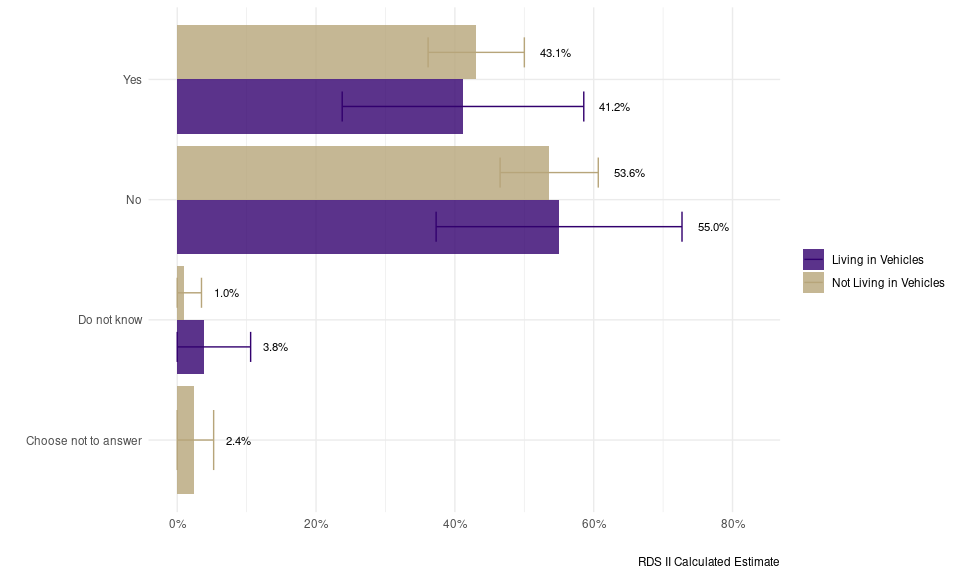 Yes
43.1%
41.2%
No
53.6%
55.0%
Do not know
1.0%
3.8%
Choose not to answer
2.4%
0%
20%
40%
60%
80%
RDS II Calculated Estimate
Living in Vehicles
Not Living in Vehicles